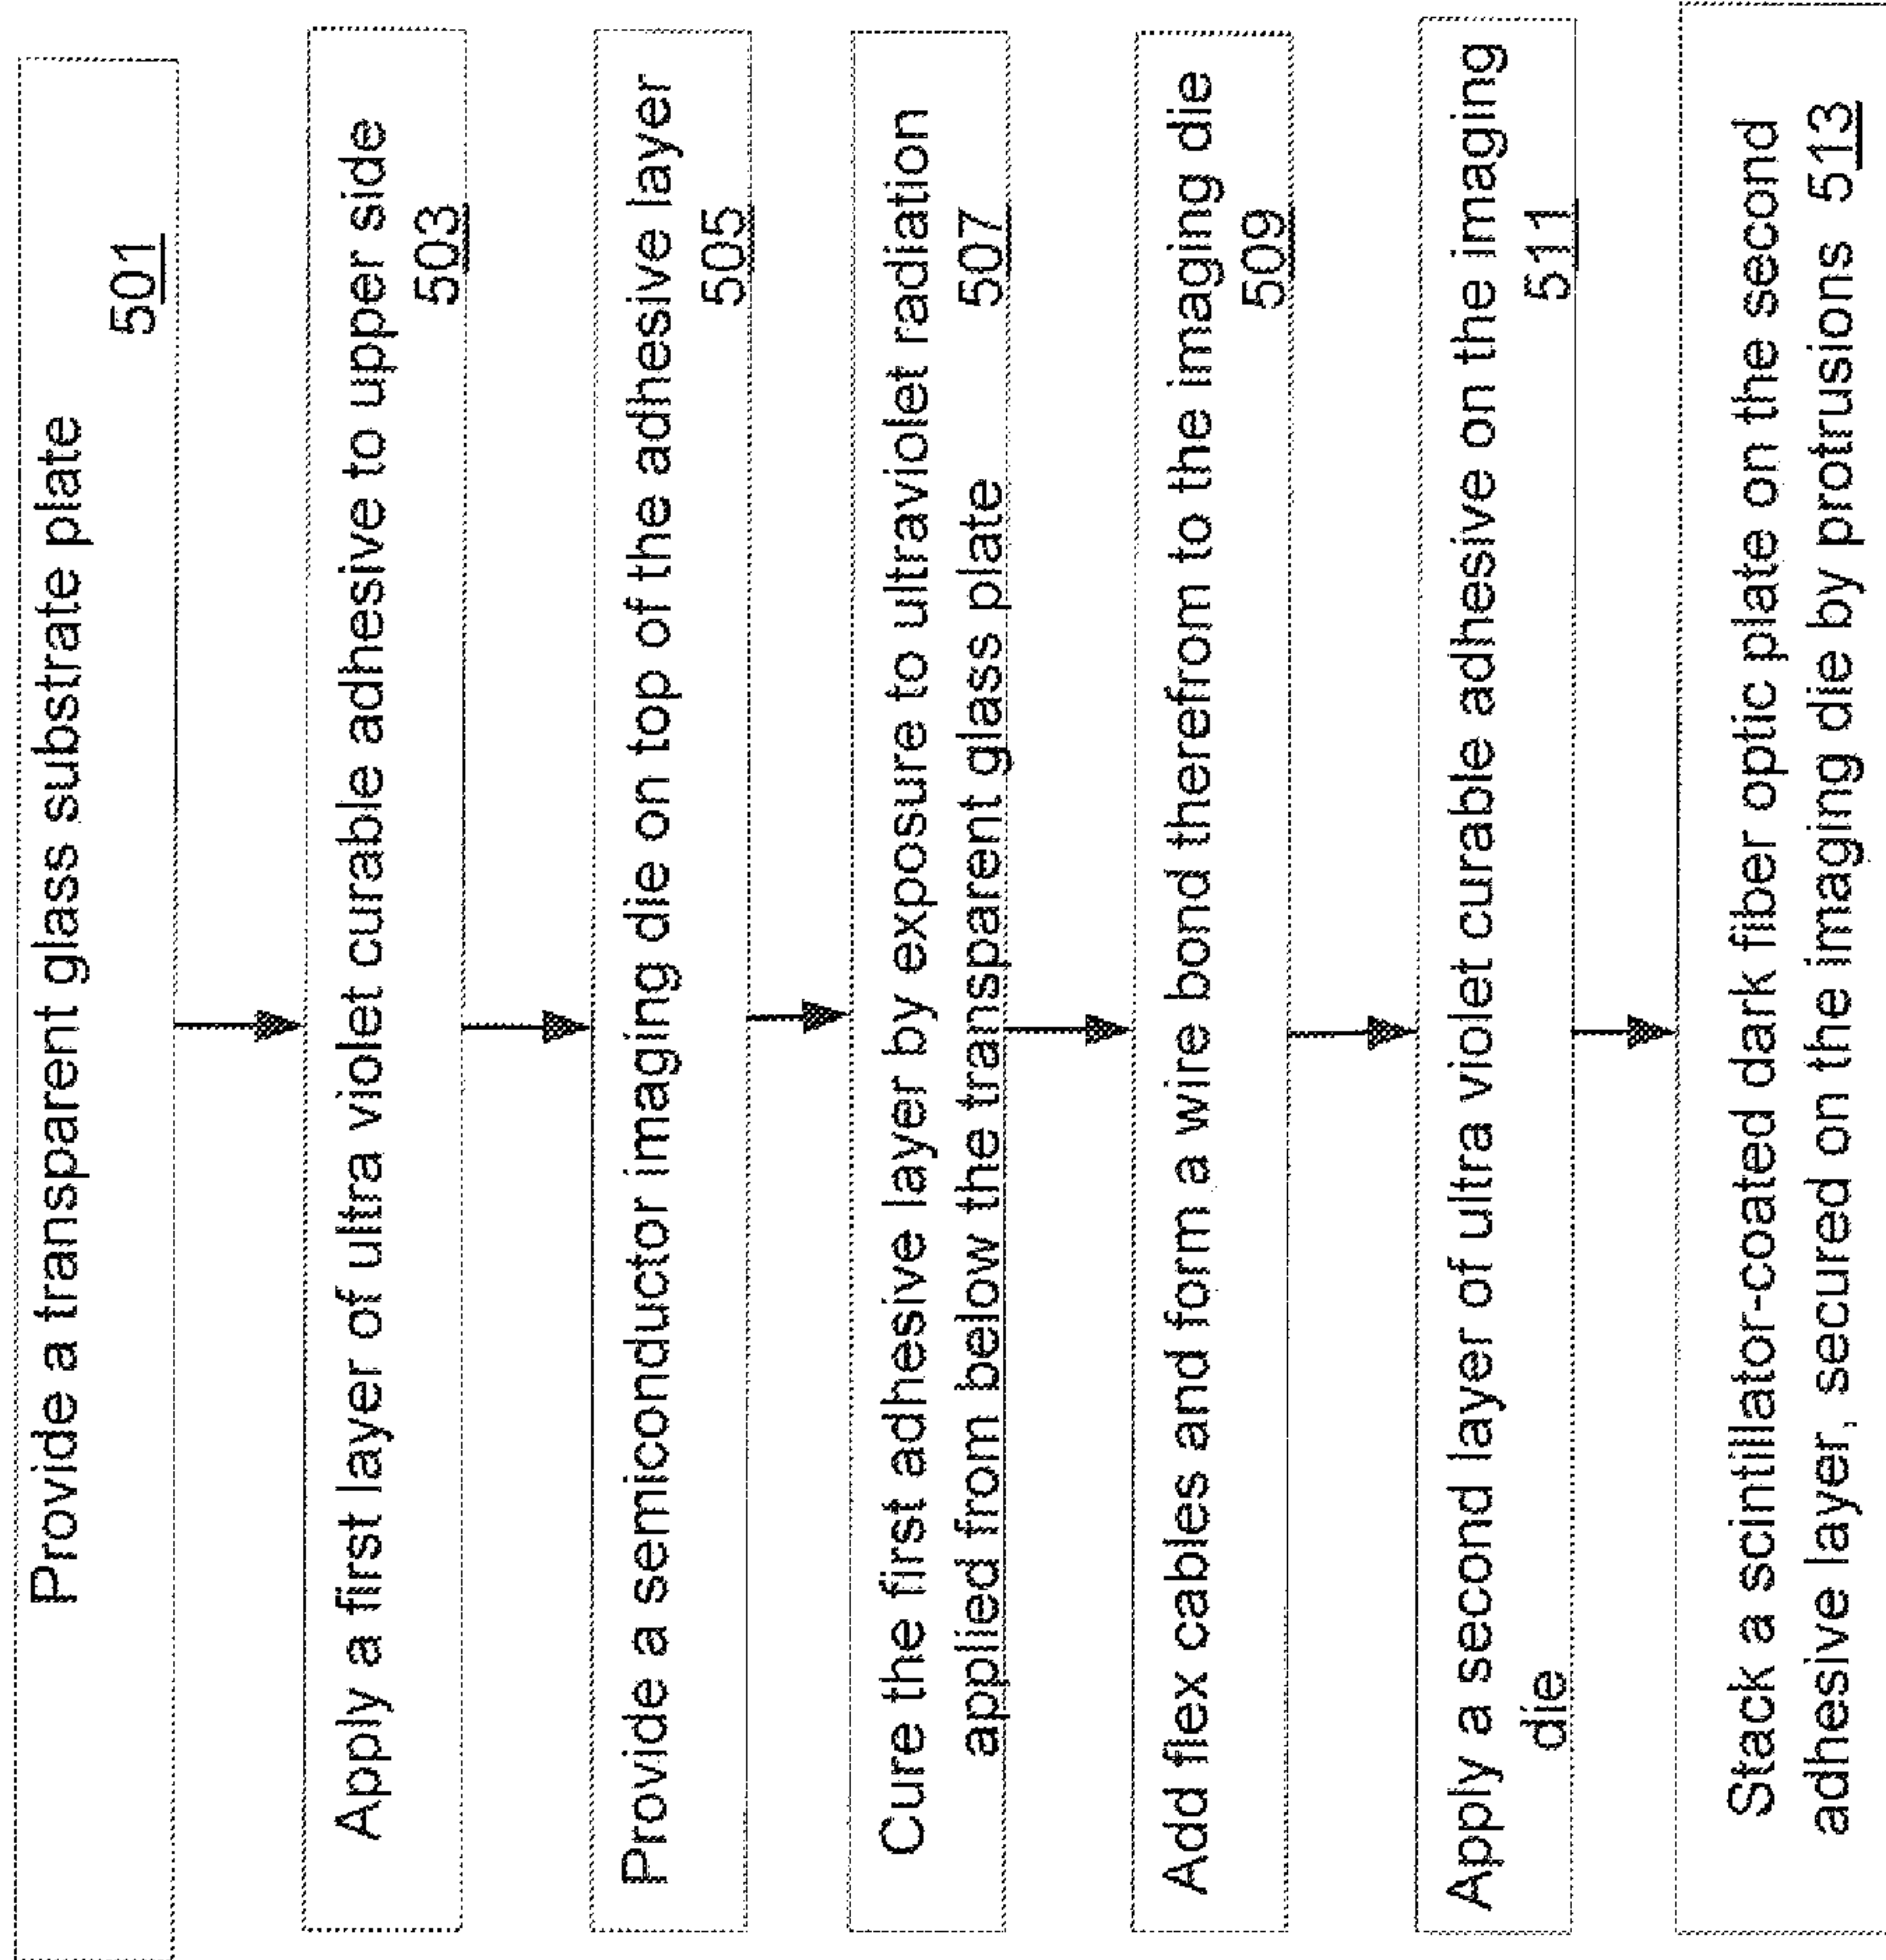 Provide a transparent glass substrate plate
501
Apply a first layer of ultra violet curable adhesive to upper side
503
Provide a semiconductor imaging die on top of the adhesive layer
505
Cure the first adhesive layer by exposure to ultraviolet radiation
applied from below the transparent glass plate 507
Add flex cables and form a wire bond therefrom to the imaging die
509
Apply a second layer of ultra violet curable adhesive on the imaging
die 511
Stack a scintillator-coated dark fiber optic plate on the second
adhesive layer, secured on the imaging die by protrusions 513